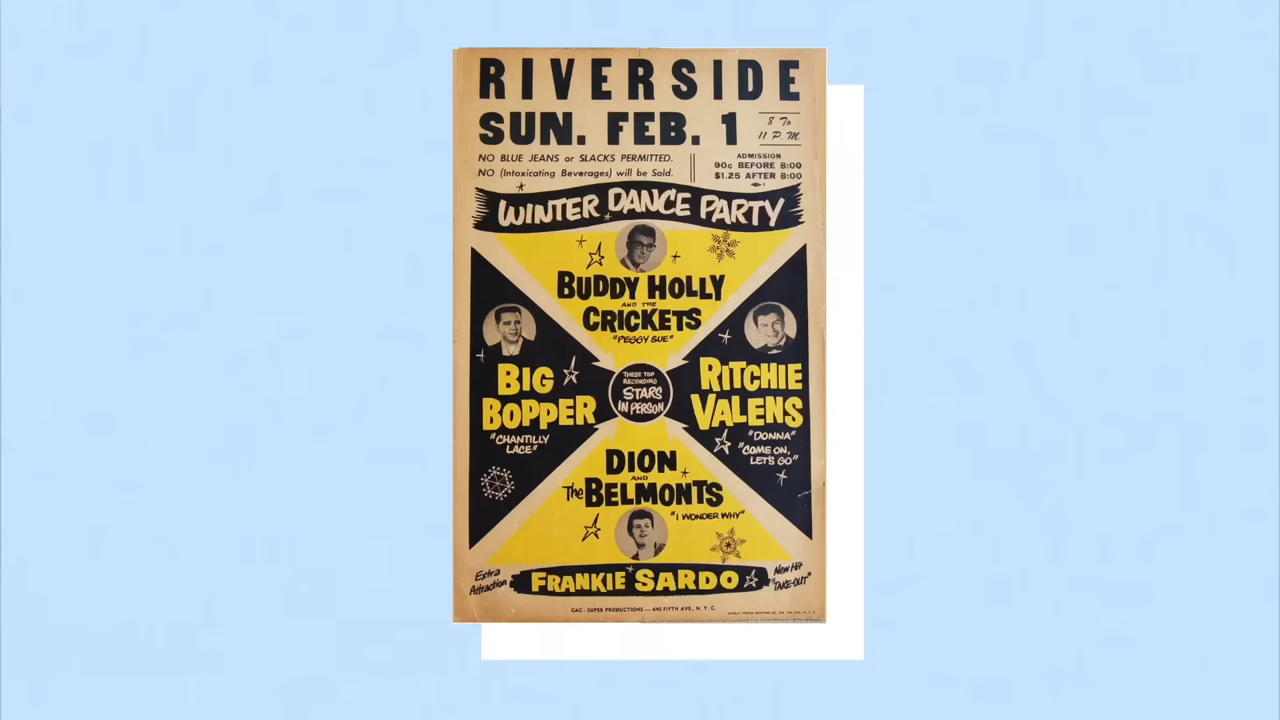 RIVERSIDE
SUN. FEB. 1
8 To
11 P.M.
NO BLUE JEANS or SLACKS PERMITTED.
NO (Intoxicating Beverages) will be Sold.
ADMISSION
90c BEFORE 8:00
$1.25 AFTER 8:00
WINTER DANCE PARTY
BUDDY HOLLY
AND THE
CRICKETS
"PEGGY SUE"
BIG
BOPPER
"CHANTILLY
LACE"
THESE TOP
RECORDING
STARS
IN PERSON
RITCHIE
VALENS
"DONNA"
"COME ON,
LET'S GO"
DION
AND
The BELMONTS
"I WONDER WHY"
Extra
Attraction
FRANKIE SARDO
New Hit
"TAKE-OUT"
GAC: SUPER PRODUCTIONS — 640 FIFTH AVE., N. Y. C.